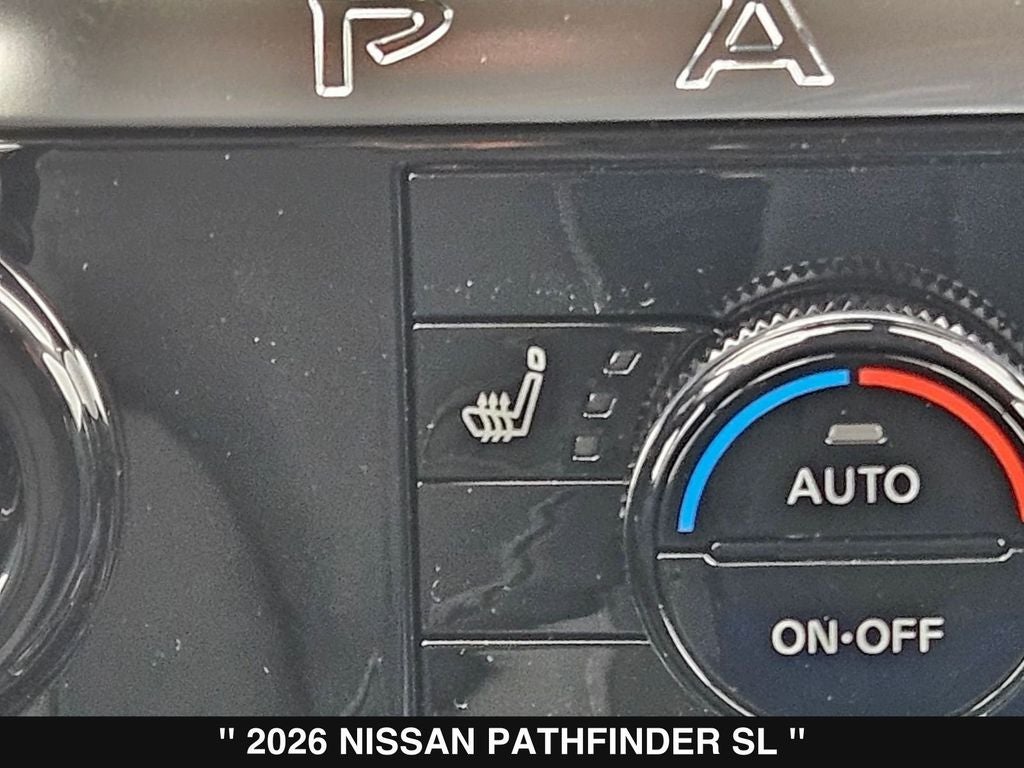 P A
AUTO
ON•OFF
" 2026 NISSAN PATHFINDER SL "